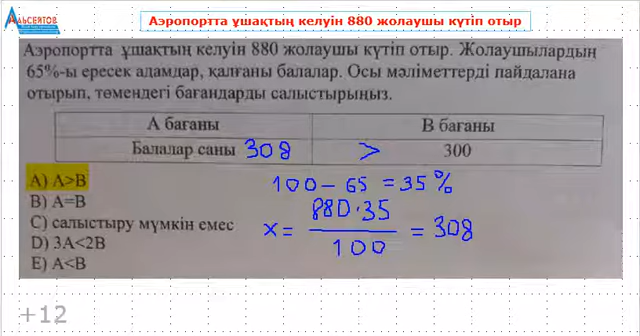 Альсейтов
Аэропортта ұшақтың келуін 880 жолаушы күтіп отыр
Аэропортта ұшақтың келуін 880 жолаушы күтіп отыр. Жолаушылардың
65%-ы ересек адамдар, қалғаны балалар. Осы мәліметтерді пайдалана
отырып, төмендегі бағандарды салыстырыңыз.
А бағаны В бағаны
Балалар саны 308 > 300
A) A>B
B) A=B
C) салыстыру мүмкін емес
D) 3A<2B
E) A<B
100 - 65 = 35%
x = 880·35 / 100 = 308
+12